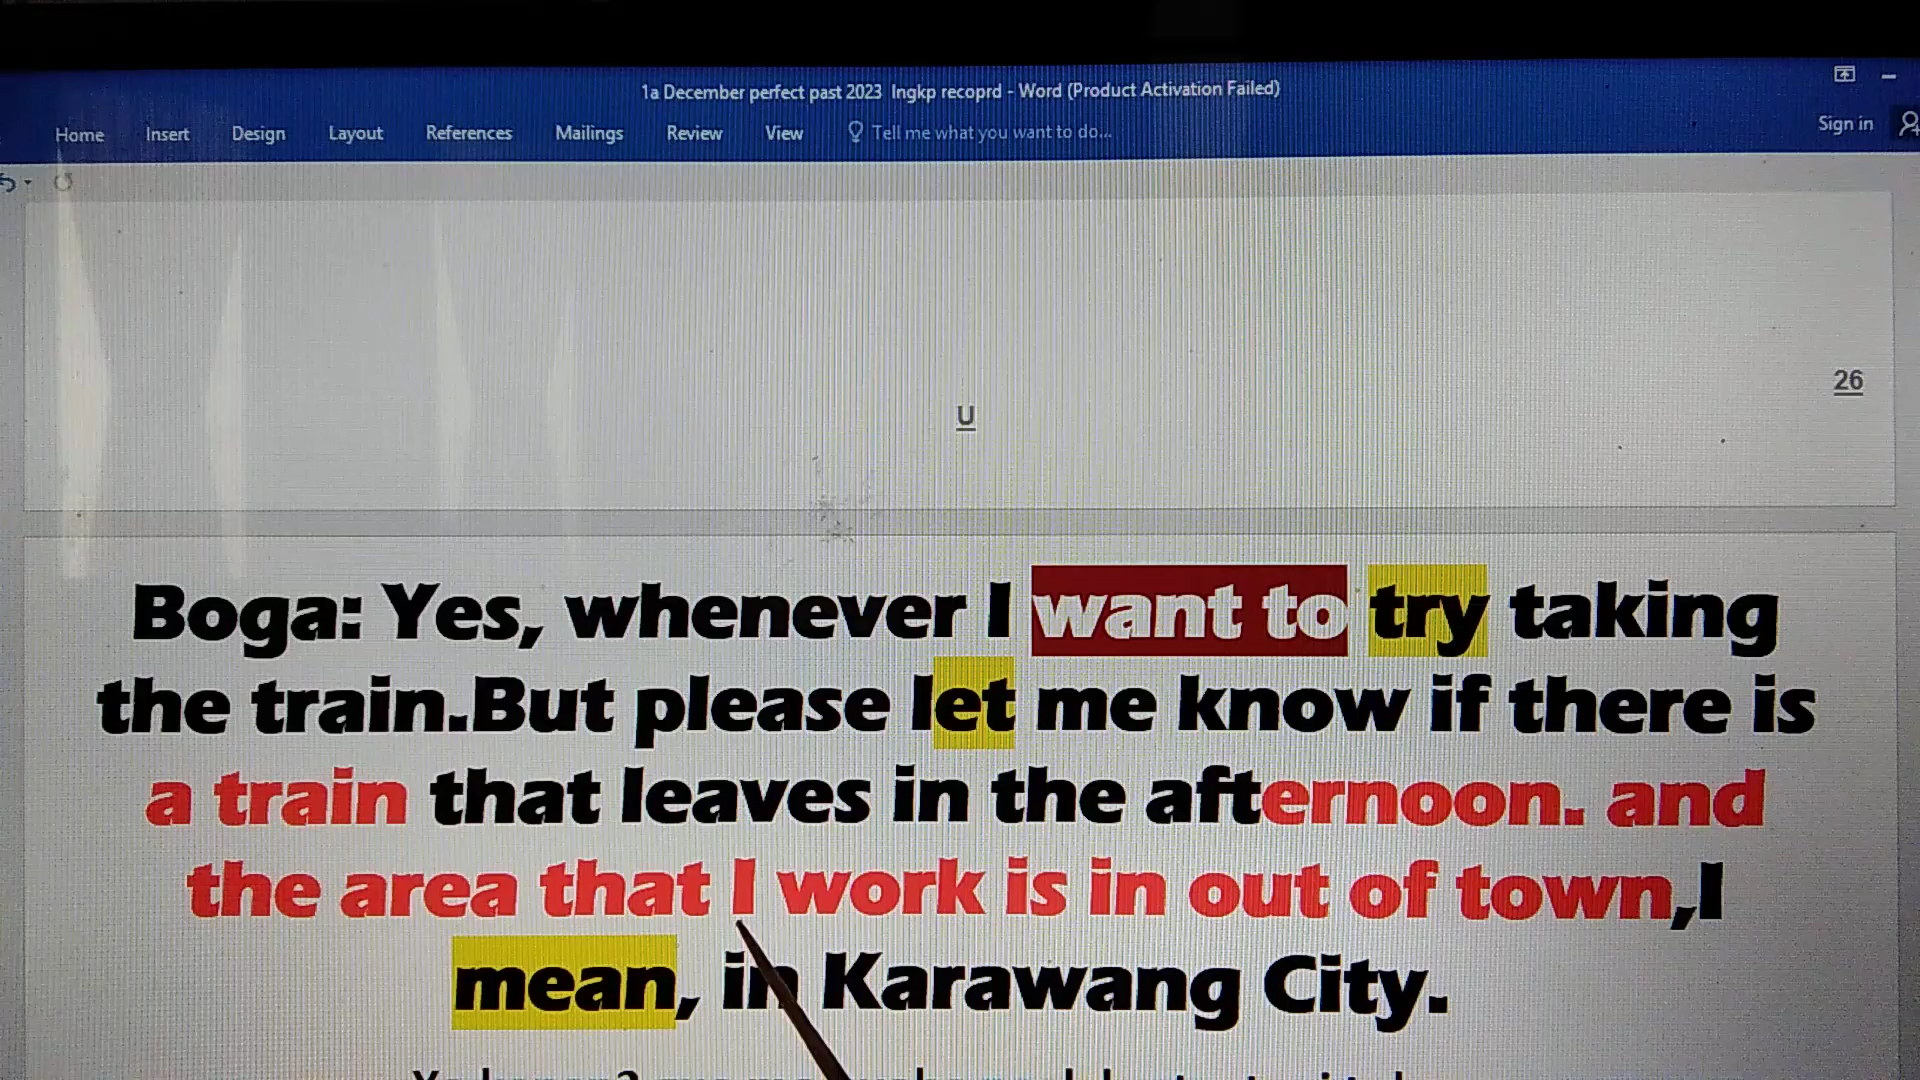 1a December perfect past 2023 Ingkp recoprd - Word (Product Activation Failed)
Home Insert Design Layout References Mailings Review View Tell me what you want to do... Sign in
26
U
Boga: Yes, whenever I want to try taking
the train.But please let me know if there is
a train that leaves in the afternoon. and
the area that I work is in out of town,I
mean, in Karawang City.